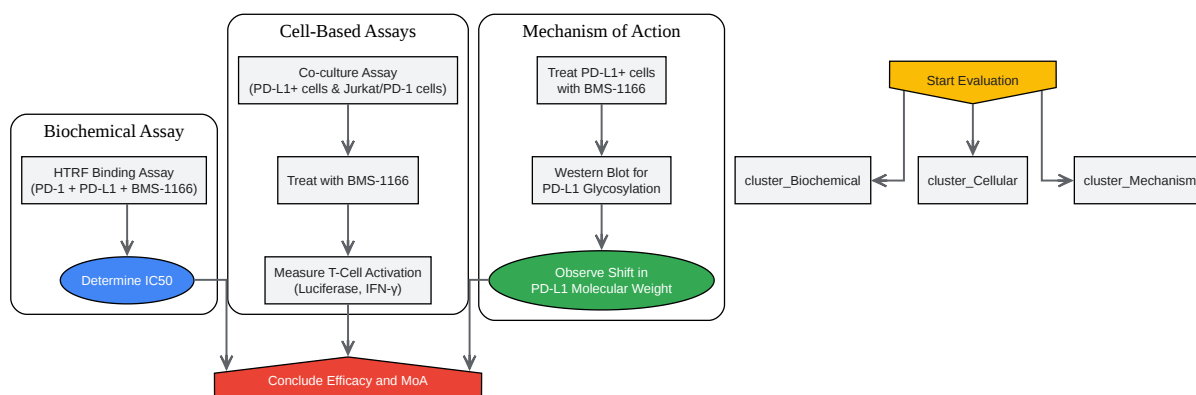 Biochemical Assay
HTRF Binding Assay
(PD-1 + PD-L1 + BMS-1166)
Determine IC50
Cell-Based Assays
Co-culture Assay
(PD-L1+ cells & Jurkat/PD-1 cells)
Treat with BMS-1166
Measure T-Cell Activation
(Luciferase, IFN-γ)
Mechanism of Action
Treat PD-L1+ cells
with BMS-1166
Western Blot for
PD-L1 Glycosylation
Observe Shift in
PD-L1 Molecular Weight
Conclude Efficacy and MoA
Start Evaluation
cluster_Biochemical
cluster_Cellular
cluster_Mechanism